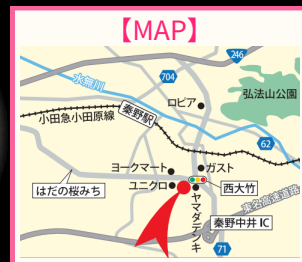 【MAP】
246
水無川
704
ロピア
弘法山公園
小田急小田原線
秦野駅
62
ヨークマート
ガスト
はだの桜みち
ユニクロ
西大竹
ヤマダデンキ
東名高速道路
秦野中井 IC
71